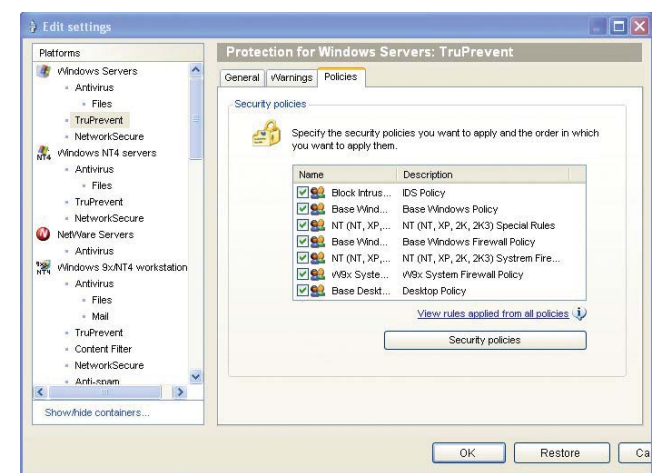 Edit settings
Platforms
Windows Servers
Antivirus
Files
TruPrevent
NetworkSecure
NT4 Windows NT4 servers
Antivirus
Files
TruPrevent
NetworkSecure
NetWare Servers
Antivirus
9x/NT4 Windows 9x/NT4 workstation
Antivirus
Files
Mail
TruPrevent
Content Filter
NetworkSecure
Anti-spam
Show/hide containers...
Protection for Windows Servers: TruPrevent
General Warnings Policies
Security policies
Specify the security policies you want to apply and the order in which
you want to apply them.
Name Description
Block Intrus... IDS Policy
Base Wind... Base Windows Policy
NT (NT, XP,... NT (NT, XP, 2K, 2K3) Special Rules
Base Wind... Base Windows Firewall Policy
NT (NT, XP,... NT (NT, XP, 2K, 2K3) Systrem Fire...
W9x Syste... W9x System Firewall Policy
Base Deskt... Desktop Policy
View rules applied from all policies
Security policies
OK Restore Ca